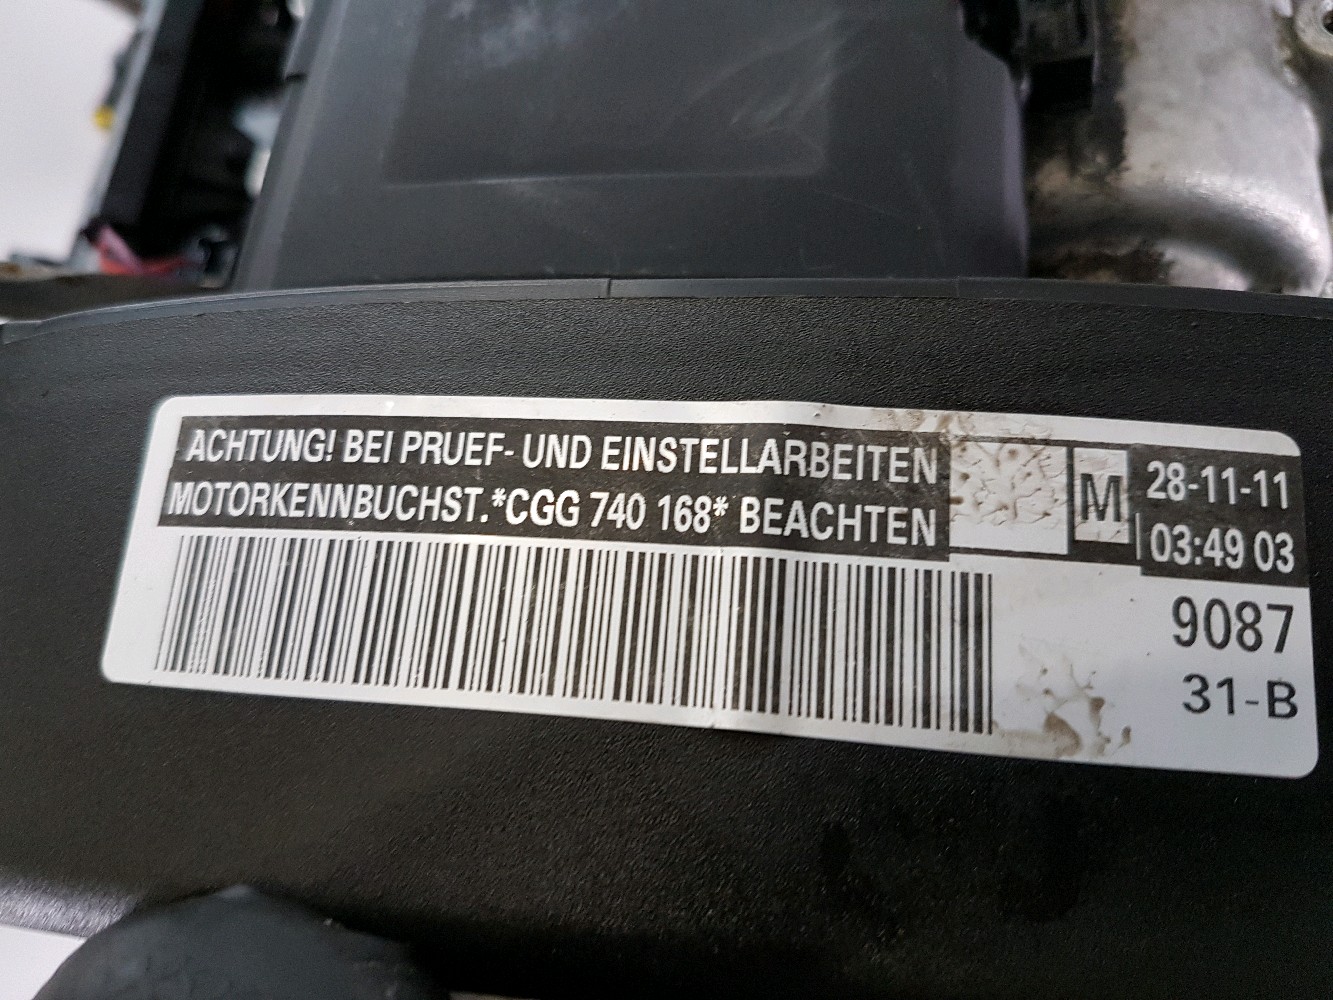 ACHTUNG! BEI PRUEF- UND EINSTELLARBEITEN
MOTORKENNBUCHST.*CGG 740 168* BEACHTEN
M
28-11-11
03:49 03
9087
31-B